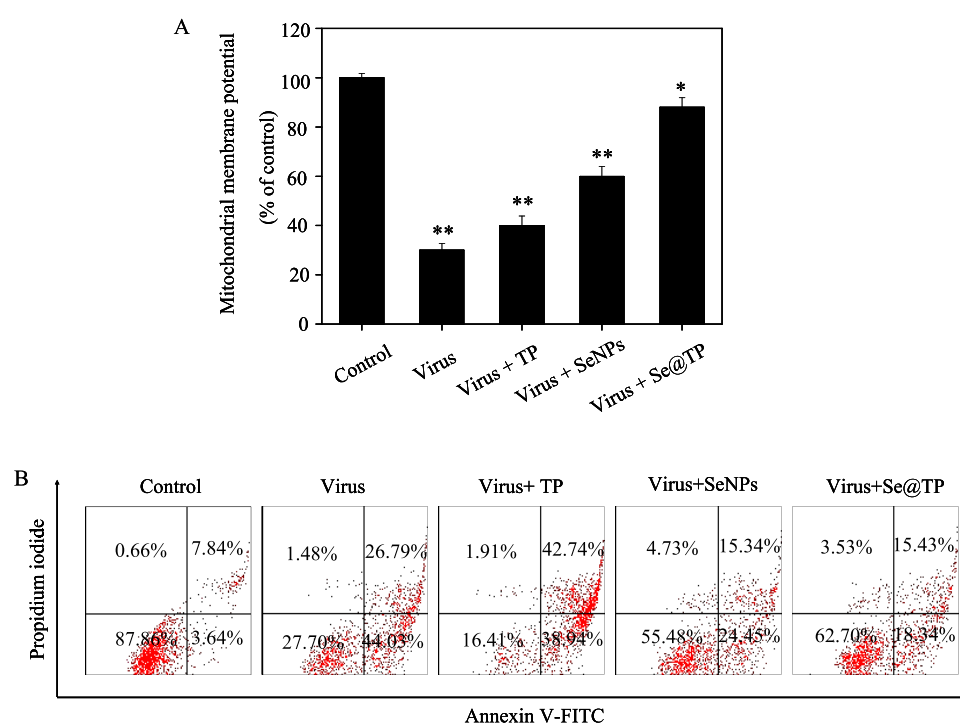 A
Mitochondrial membrane potential
(% of control)
120
100
80
60
40
20
0
**
**
**
*
Control
Virus
Virus + TP
Virus + SeNPs
Virus + Se@TP
B
Control
Virus
Virus+ TP
Virus+SeNPs
Virus+Se@TP
Propidium iodide
0.66% 7.84%
87.86% 3.64%
1.48% 26.79%
27.70% 44.03%
1.91% 42.74%
16.41% 38.94%
4.73% 15.34%
55.48% 24.45%
3.53% 15.43%
62.70% 18.34%
Annexin V-FITC